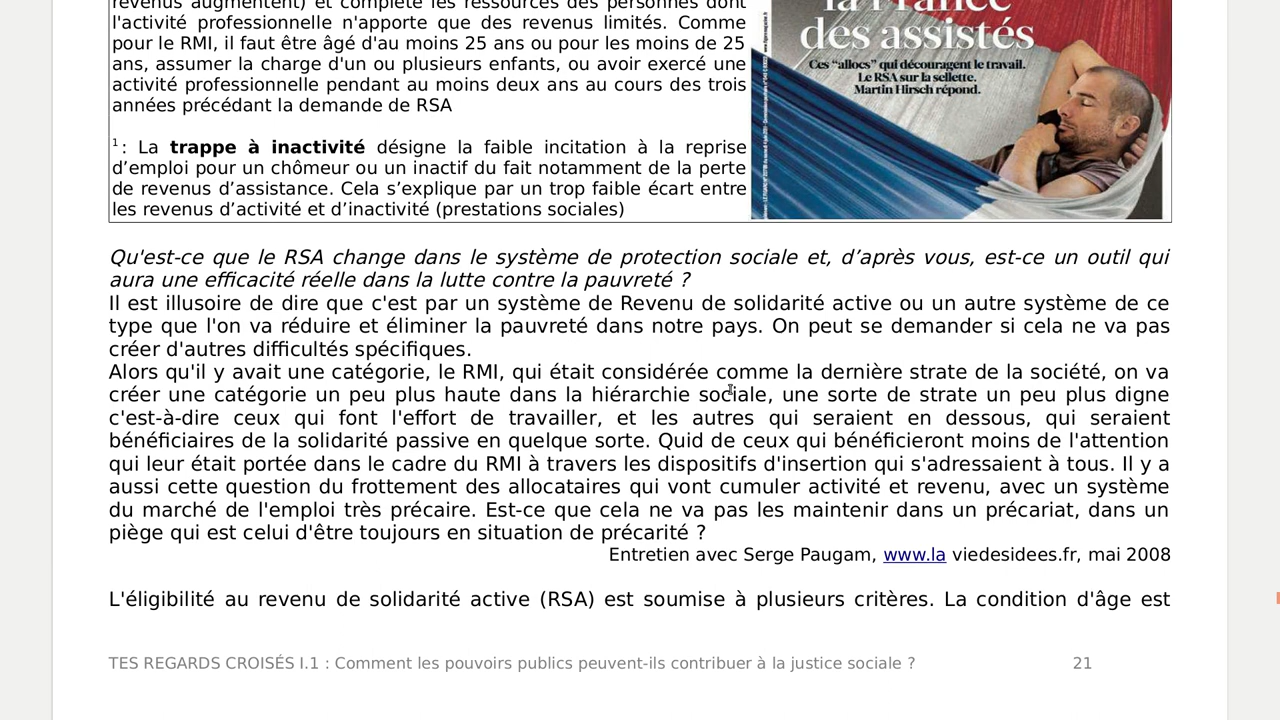 revenus augmentent) et complète les ressources des personnes dont
l'activité professionnelle n'apporte que des revenus limités. Comme
pour le RMI, il faut être âgé d'au moins 25 ans ou pour les moins de 25
ans, assumer la charge d'un ou plusieurs enfants, ou avoir exercé une
activité professionnelle pendant au moins deux ans au cours des trois
années précédant la demande de RSA
1 : La trappe à inactivité désigne la faible incitation à la reprise
d’emploi pour un chômeur ou un inactif du fait notamment de la perte
de revenus d’assistance. Cela s’explique par un trop faible écart entre
les revenus d’activité et d’inactivité (prestations sociales)
la France
des assistés
Ces “allocs” qui découragent le travail.
Le RSA sur la sellette.
Martin Hirsch répond.
Qu'est-ce que le RSA change dans le système de protection sociale et, d’après vous, est-ce un outil qui
aura une efficacité réelle dans la lutte contre la pauvreté ?
Il est illusoire de dire que c'est par un système de Revenu de solidarité active ou un autre système de ce
type que l'on va réduire et éliminer la pauvreté dans notre pays. On peut se demander si cela ne va pas
créer d'autres difficultés spécifiques.
Alors qu'il y avait une catégorie, le RMI, qui était considérée comme la dernière strate de la société, on va
créer une catégorie un peu plus haute dans la hiérarchie sociale, une sorte de strate un peu plus digne
c'est-à-dire ceux qui font l'effort de travailler, et les autres qui seraient en dessous, qui seraient
bénéficiaires de la solidarité passive en quelque sorte. Quid de ceux qui bénéficieront moins de l'attention
qui leur était portée dans le cadre du RMI à travers les dispositifs d'insertion qui s'adressaient à tous. Il y a
aussi cette question du frottement des allocataires qui vont cumuler activité et revenu, avec un système
du marché de l'emploi très précaire. Est-ce que cela ne va pas les maintenir dans un précariat, dans un
piège qui est celui d'être toujours en situation de précarité ?
Entretien avec Serge Paugam, www.la viedesidees.fr, mai 2008
L'éligibilité au revenu de solidarité active (RSA) est soumise à plusieurs critères. La condition d'âge est
TES REGARDS CROISÉS I.1 : Comment les pouvoirs publics peuvent-ils contribuer à la justice sociale ? 21